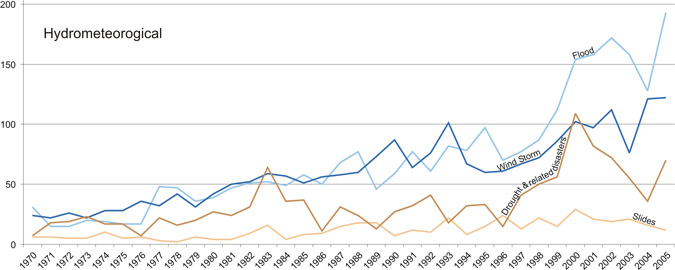 Hydrometeorogical
200
150
100
50
0
Flood
Wind Storm
Drought & related disasters
Slides
1970 1971 1972 1973 1974 1975 1976 1977 1978 1979 1980 1981 1981 1983 1984 1985 1986 1987 1988 1989 1990 1991 1992 1993 1994 1995 1996 1997 1998 1999 2000 2001 2002 2003 2004 2005